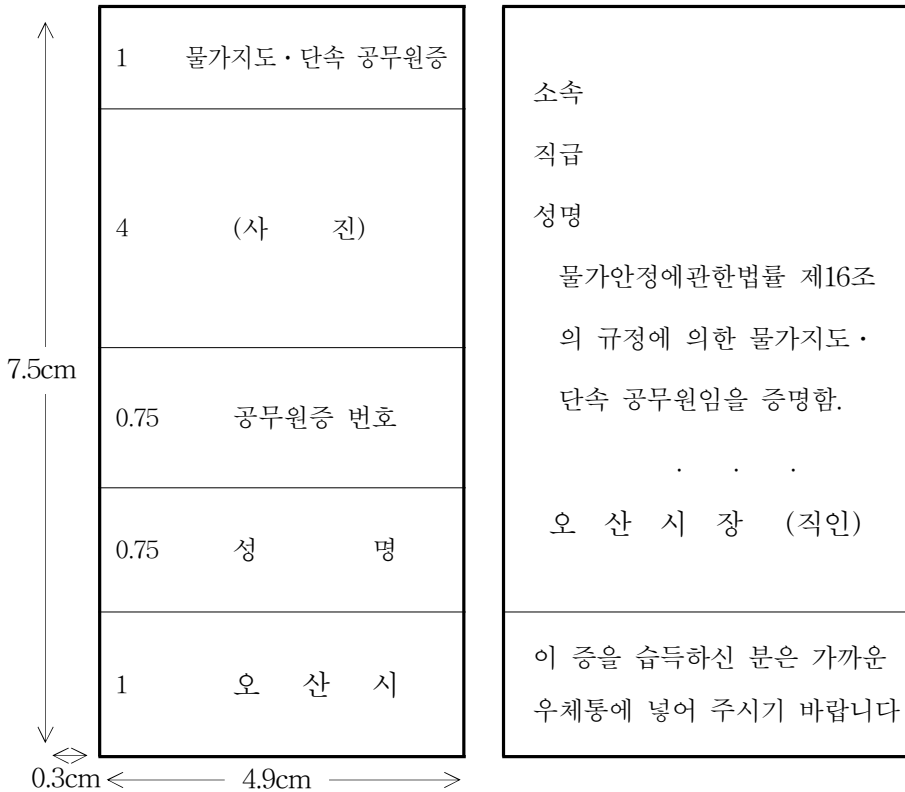 1 물가지도·단속 공무원증
4 (사 진)
7.5cm
0.75 공무원증 번호
0.75 성 명
1 오 산 시
0.3cm
4.9cm
소속
직급
성명
물가안정에관한법률 제16조
의 규정에 의한 물가지도·
단속 공무원임을 증명함.
. . .
오 산 시 장 (직인)
이 증을 습득하신 분은 가까운
우체통에 넣어 주시기 바랍니다